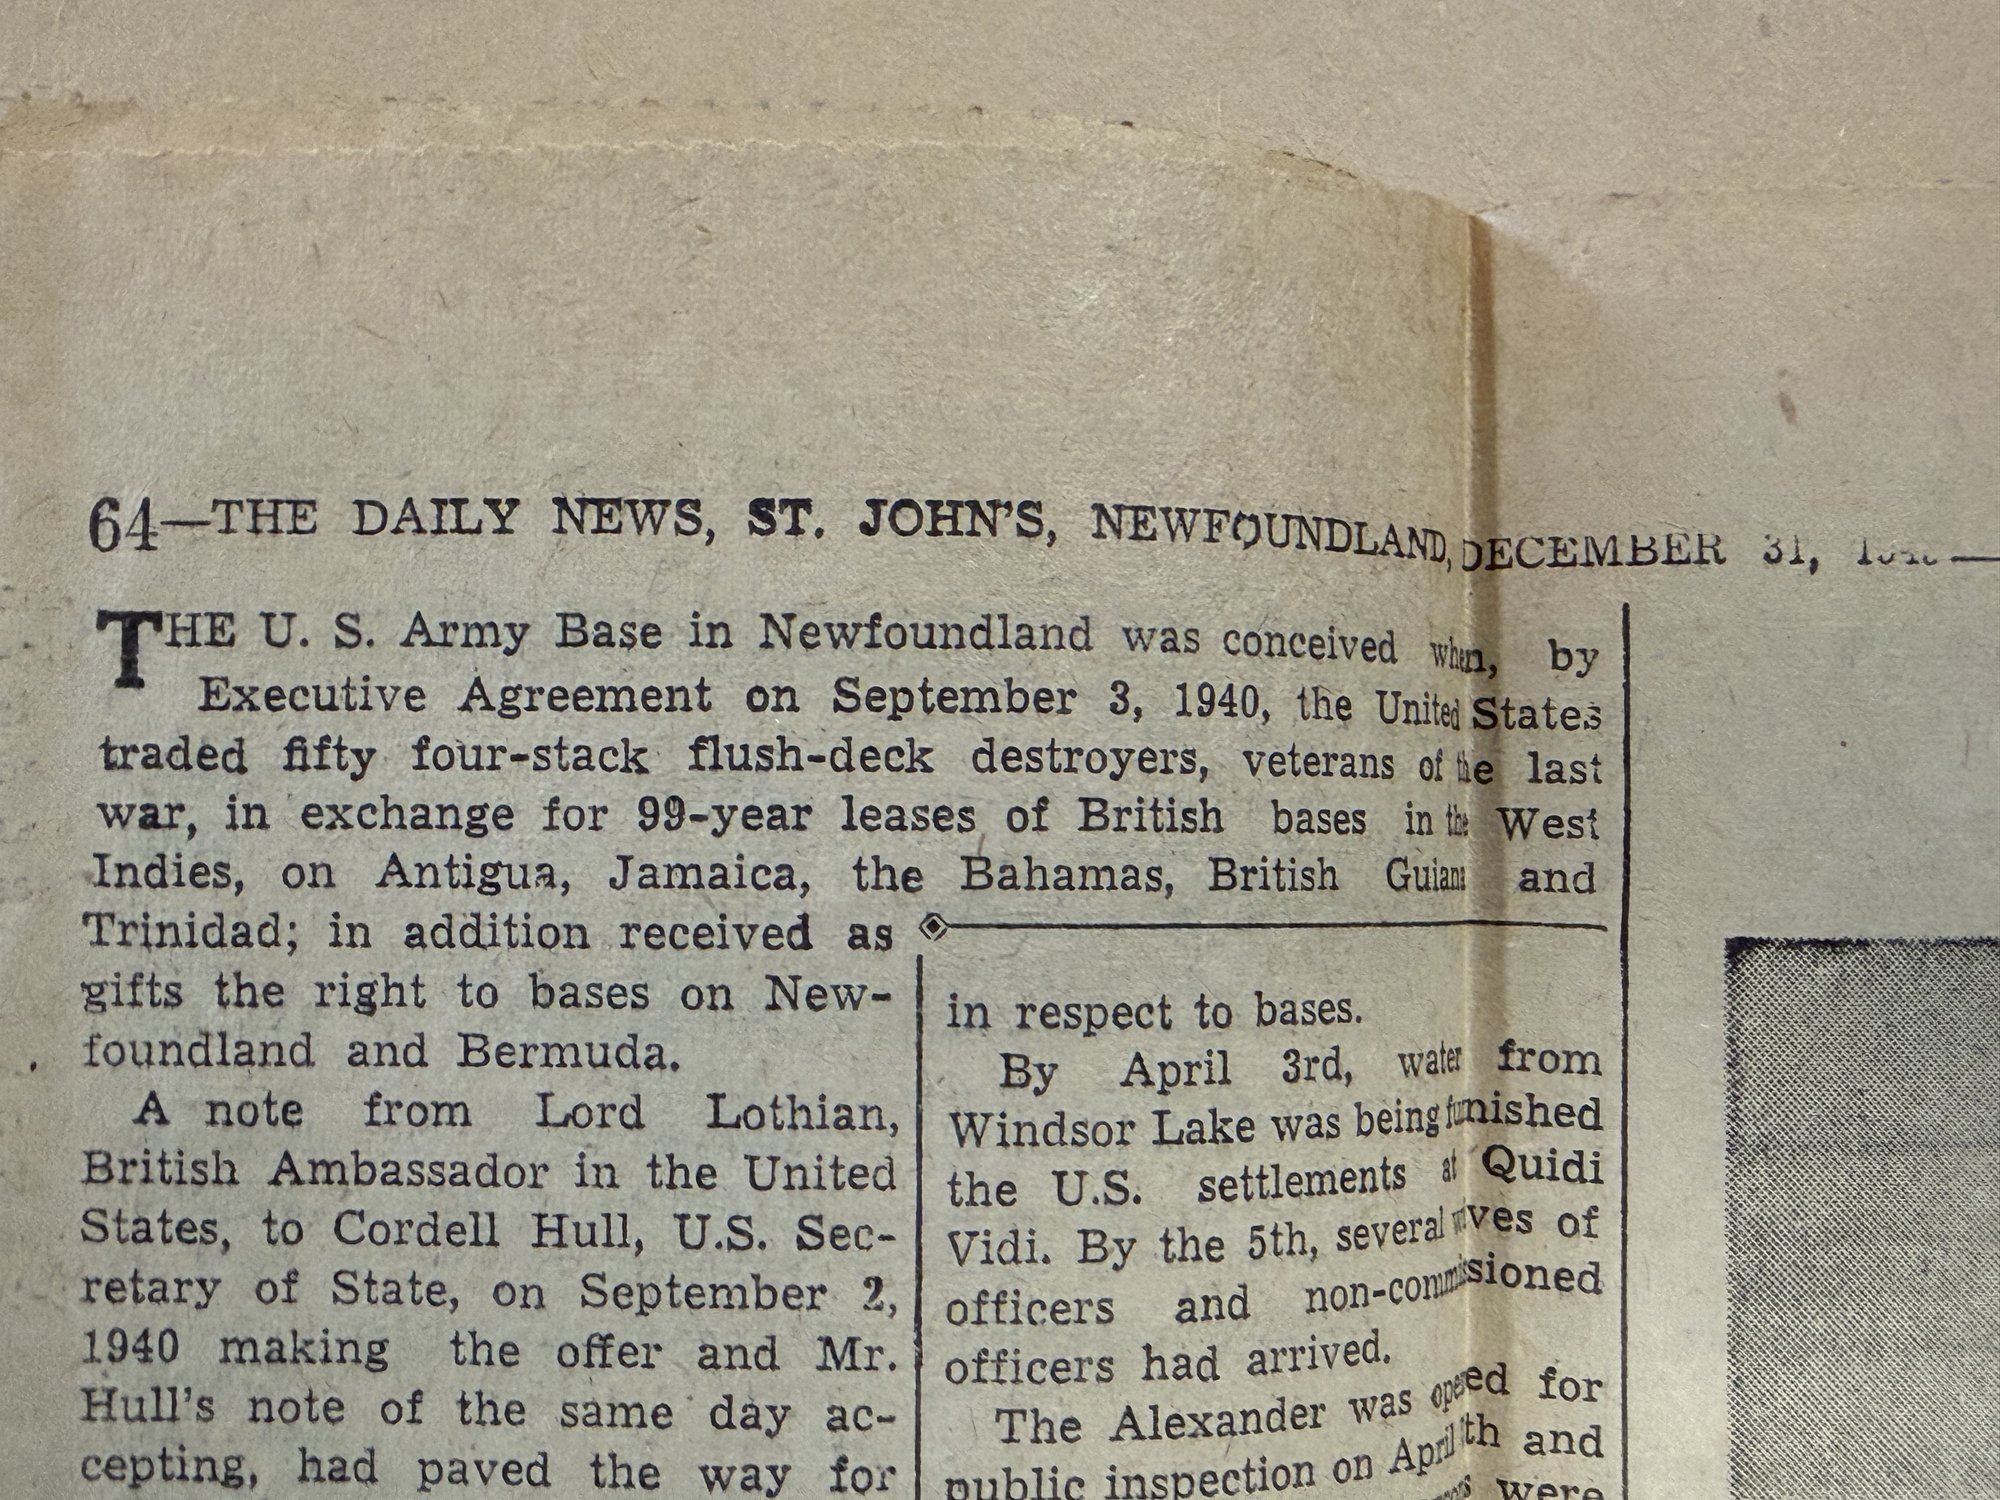 64—THE DAILY NEWS, ST. JOHN'S, NEWFOUNDLAND, DECEMBER 31,
THE U. S. Army Base in Newfoundland was conceived when, by
Executive Agreement on September 3, 1940, the United States
traded fifty four-stack flush-deck destroyers, veterans of the last
war, in exchange for 99-year leases of British bases in the West
Indies, on Antigua, Jamaica, the Bahamas, British Guiana and
Trinidad; in addition received as
gifts the right to bases on New-
foundland and Bermuda.
A note from Lord Lothian,
British Ambassador in the United
States, to Cordell Hull, U.S. Sec-
retary of State, on September 2,
1940 making the offer and Mr.
Hull's note of the same day ac-
cepting, had paved the way for
in respect to bases.
By April 3rd, water from
Windsor Lake was being furnished
the U.S. settlements at Quidi
Vidi. By the 5th, several wives of
officers and non-commissioned
officers had arrived.
The Alexander was opened for
public inspection on April and
were